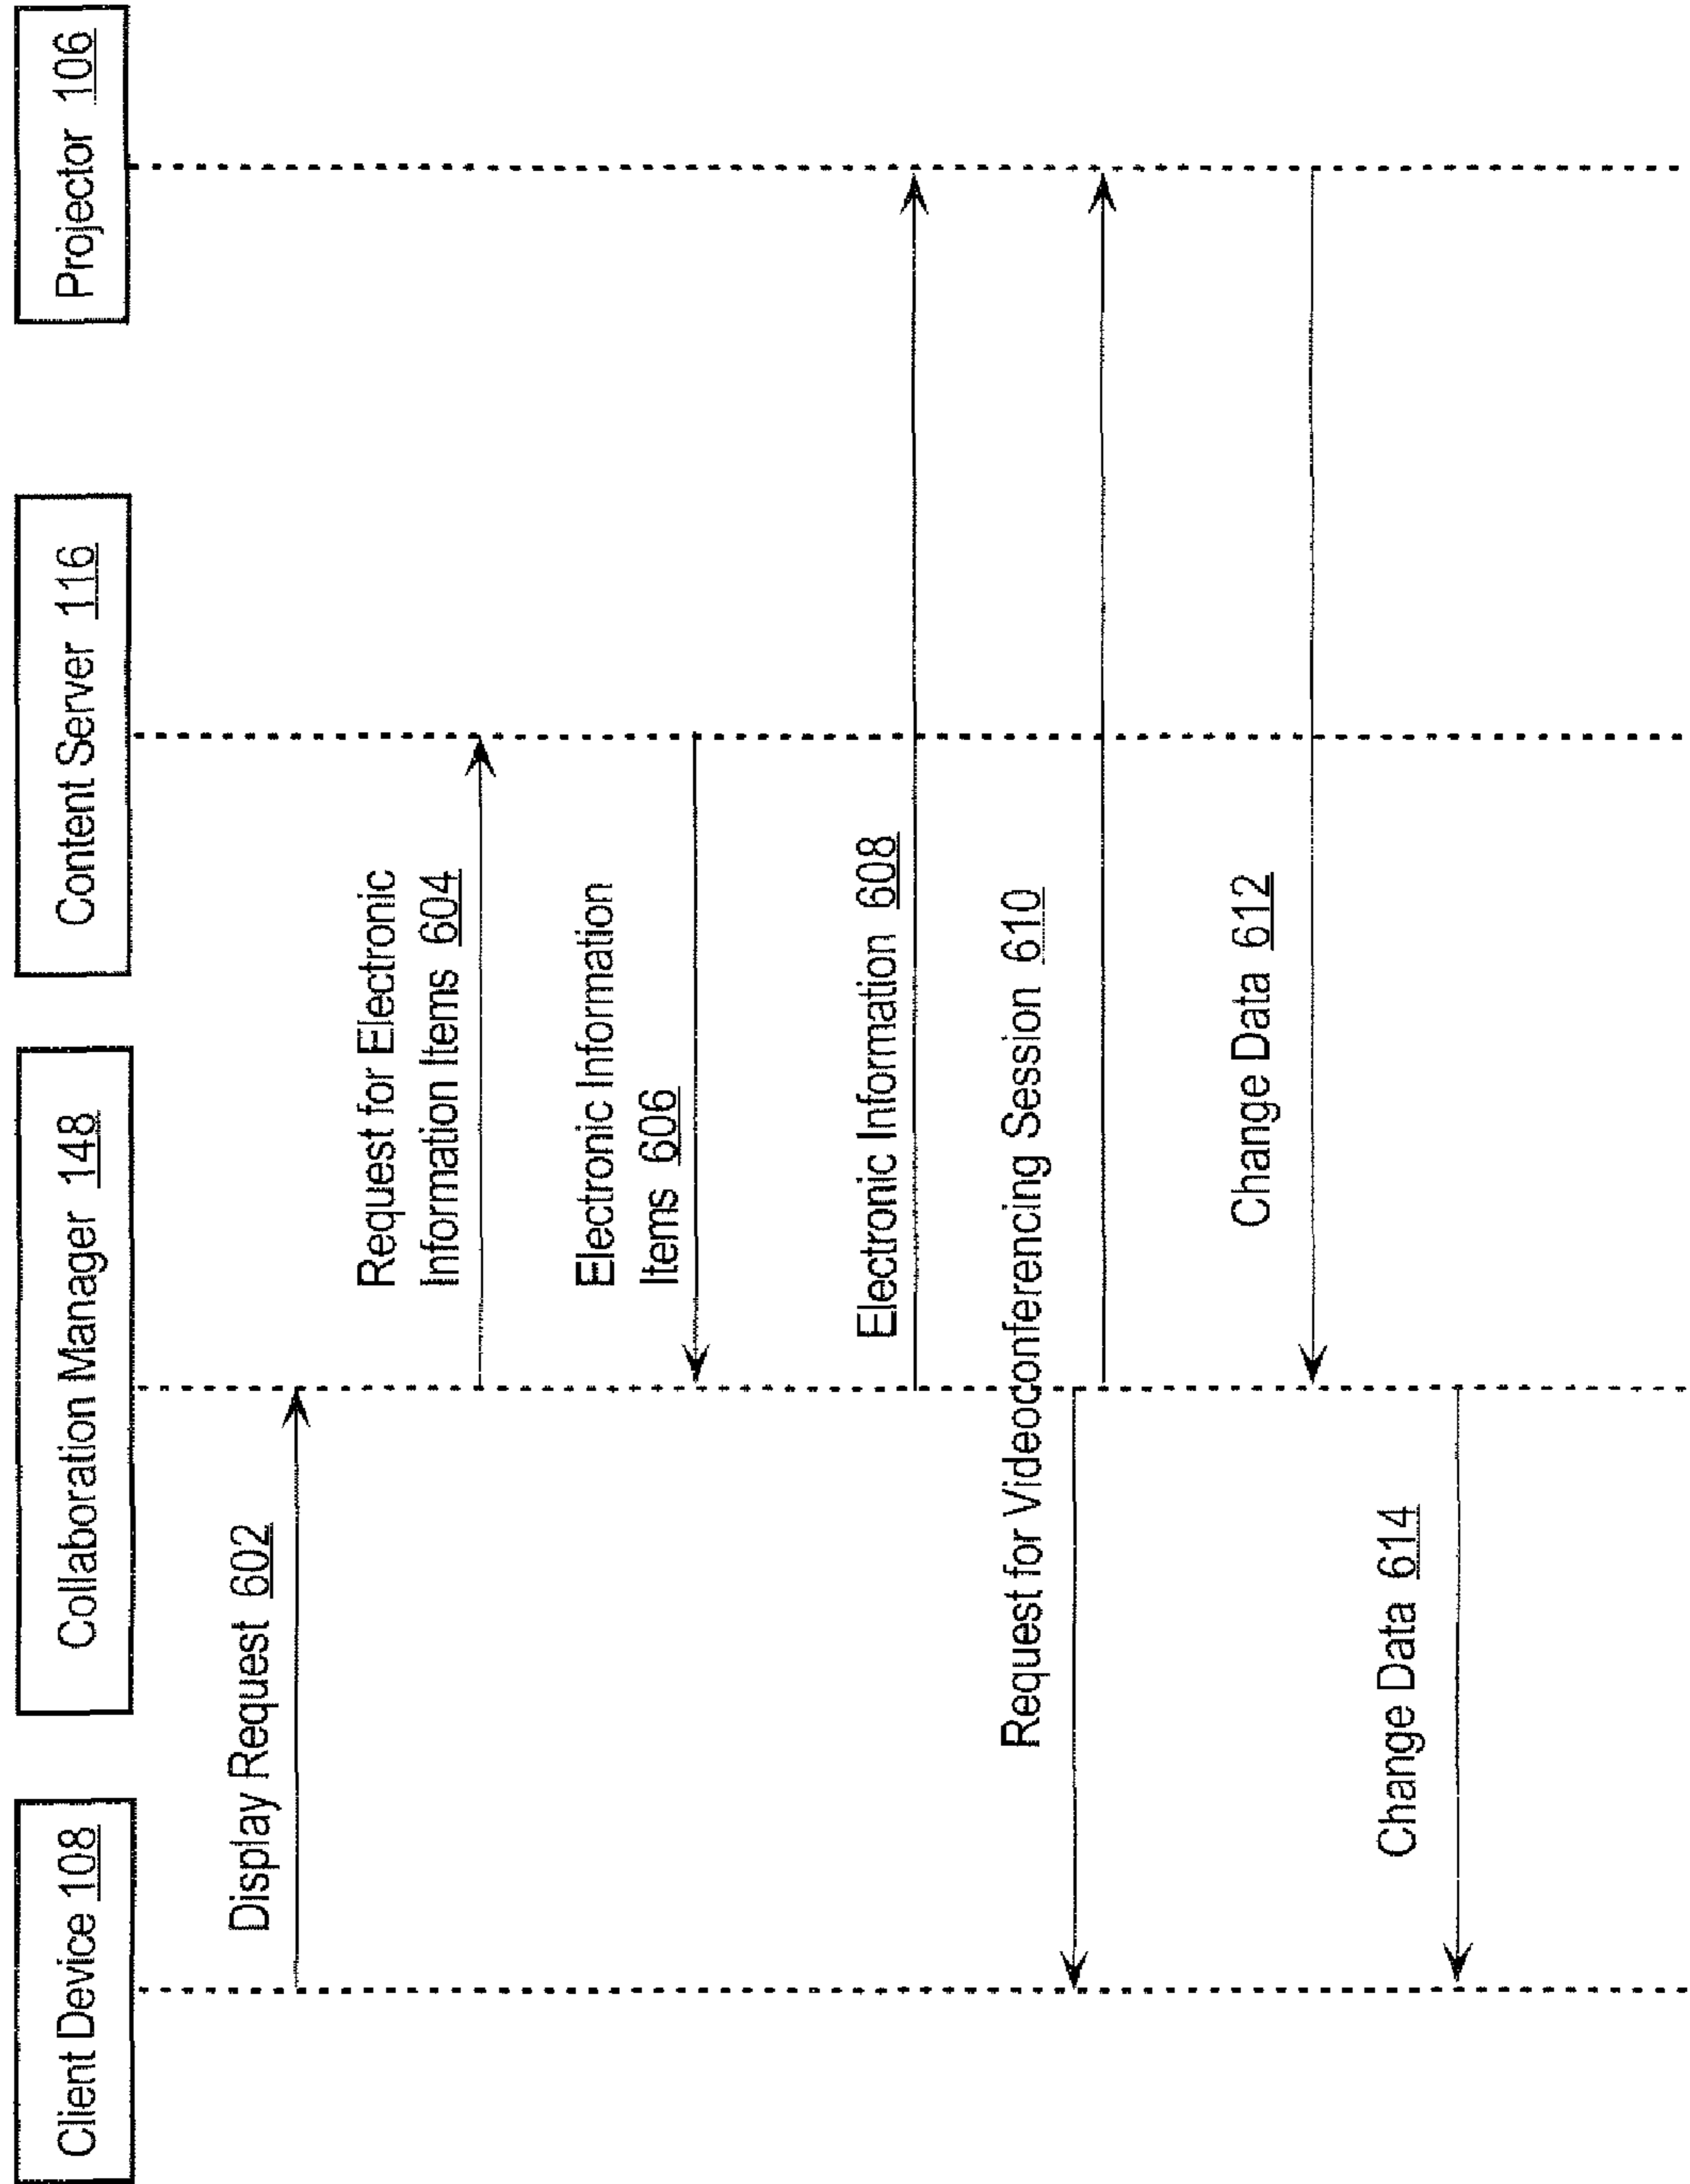 Client Device 108
Collaboration Manager 148
Content Server 116
Projector 106
Display Request 602
Request for Electronic
Information Items 604
Electronic Information
Items 606
Electronic Information 608
Request for Videoconferencing Session 610
Change Data 612
Change Data 614